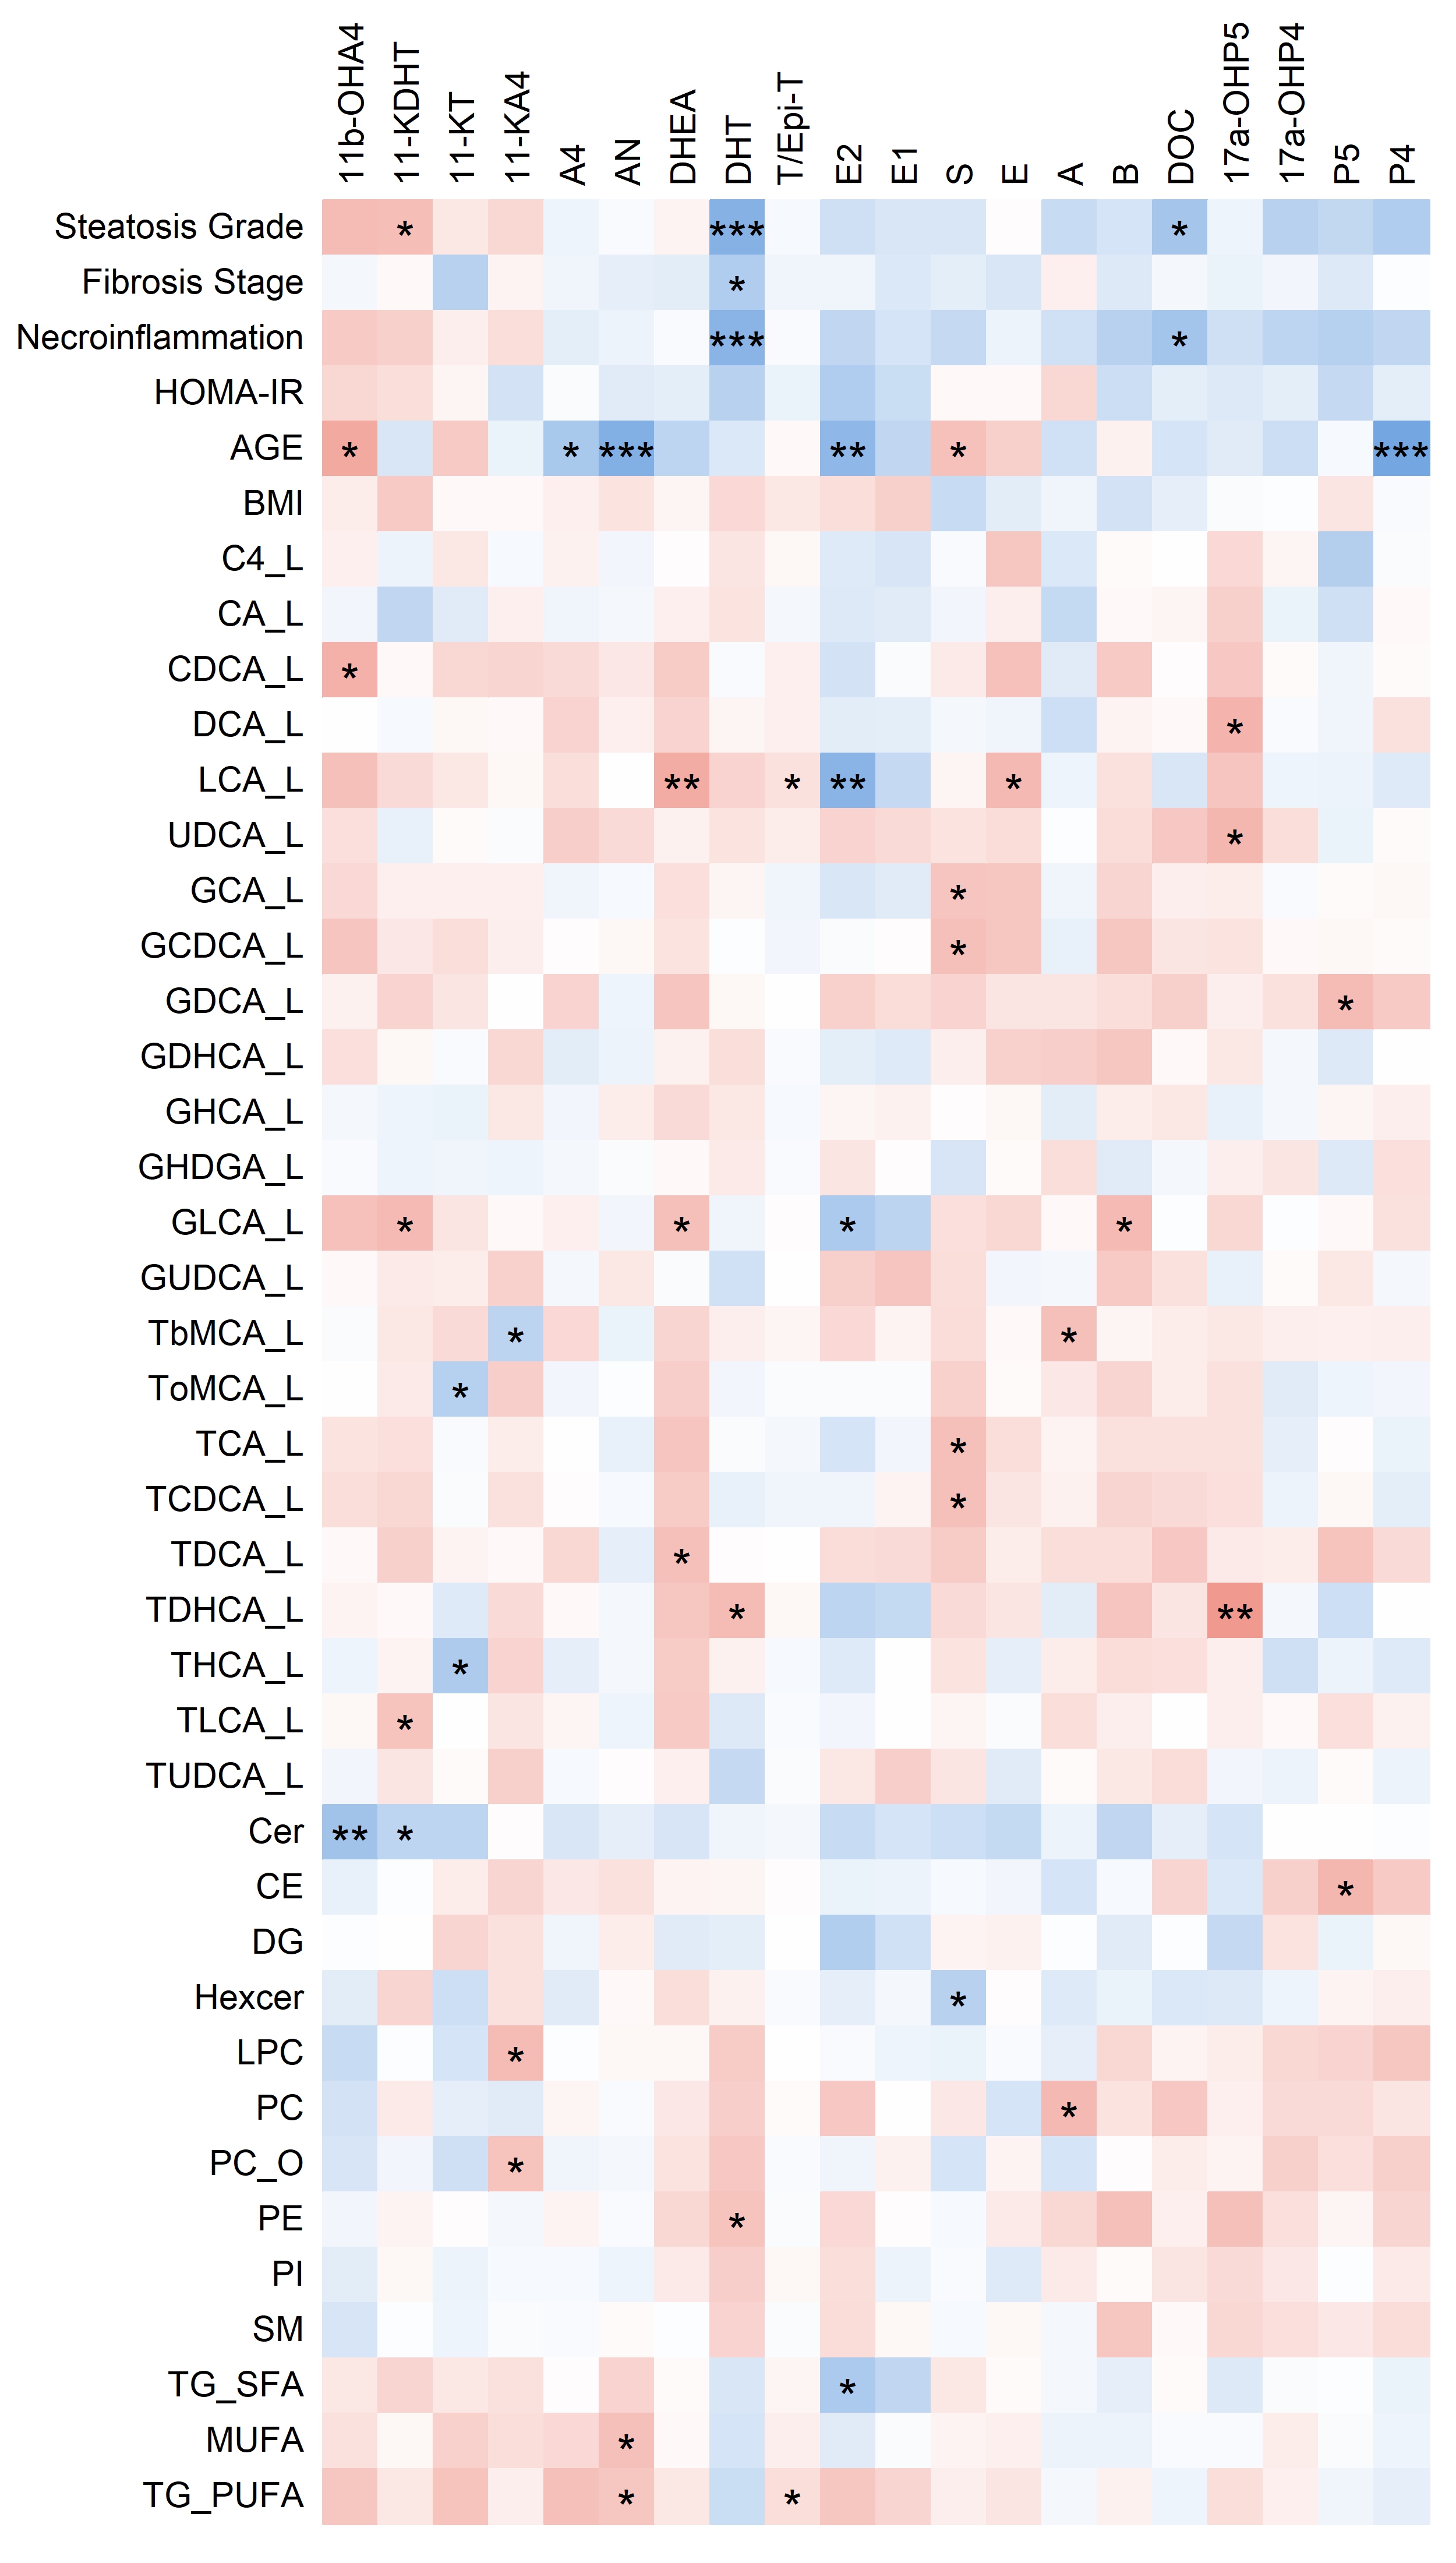 11b-OHA4 11-KDHT 11-KT 11-KA4 A4 AN DHEA DHT T/Epi-T E2 E1 S E A B DOC 17a-OHP5 17a-OHP4 P5 P4
Steatosis Grade * *** *
Fibrosis Stage *
Necroinflammation *** *
HOMA-IR
AGE * * *** ** * ***
BMI
C4_L
CA_L
CDCA_L *
DCA_L *
LCA_L ** * ** *
UDCA_L *
GCA_L *
GCDCA_L *
GDCA_L *
GDHCA_L
GHCA_L
GHDGA_L
GLCA_L * * * *
GUDCA_L
TbMCA_L * *
ToMCA_L *
TCA_L *
TCDCA_L *
TDCA_L *
TDHCA_L * **
THCA_L *
TLCA_L *
TUDCA_L
Cer ** *
CE *
DG
Hexcer *
LPC *
PC *
PC_O *
PE *
PI
SM
TG_SFA *
MUFA *
TG_PUFA * *